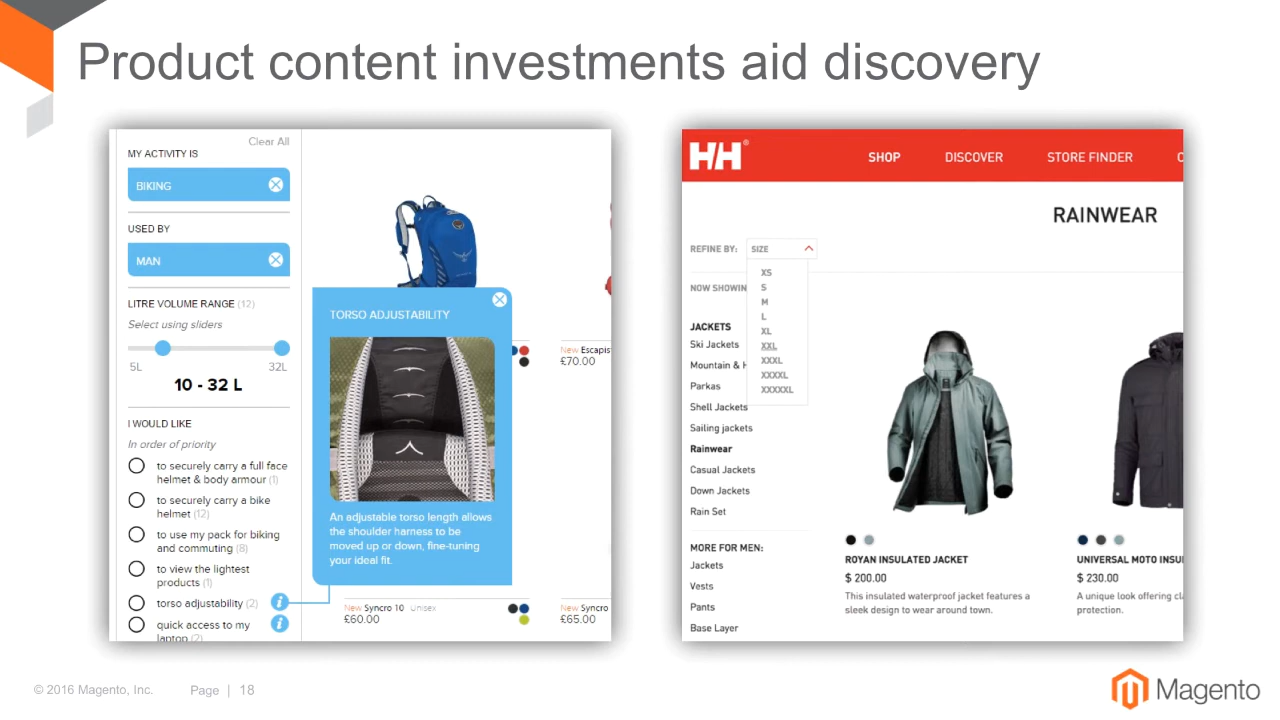 Product content investments aid discovery
Clear All
MY ACTIVITY IS
BIKING
USED BY
MAN
LITRE VOLUME RANGE (12)
Select using sliders
5L 32L
10 - 32 L
I WOULD LIKE
In order of priority
to securely carry a full face
helmet & body armour (1)
to securely carry a bike
helmet (12)
to use my pack for biking
and commuting (8)
to view the lightest
products (1)
torso adjustability (2)
quick access to my
laptop (2)
TORSO ADJUSTABILITY
An adjustable torso length allows
the shoulder harness to be
moved up or down, fine-tuning
your ideal fit.
New Escapis
£70.00
New Syncro 10 Unisex
£60.00
New Syncro
£65.00
HH®
SHOP DISCOVER STORE FINDER
RAINWEAR
REFINE BY: SIZE
XS
S
M
L
XL
XXL
XXXL
XXXXL
XXXXXL
NOW SHOWIN
JACKETS
Ski Jackets
Mountain & H
Parkas
Shell Jackets
Sailing jackets
Rainwear
Casual Jackets
Down Jackets
Rain Set
MORE FOR MEN:
Jackets
Vests
Pants
Base Layer
ROYAN INSULATED JACKET
$ 200.00
This insulated waterproof jacket features a
sleek design to wear around town.
UNIVERSAL MOTO INSU
$ 230.00
A unique look offering cl
protection.
© 2016 Magento, Inc. Page | 18
Magento